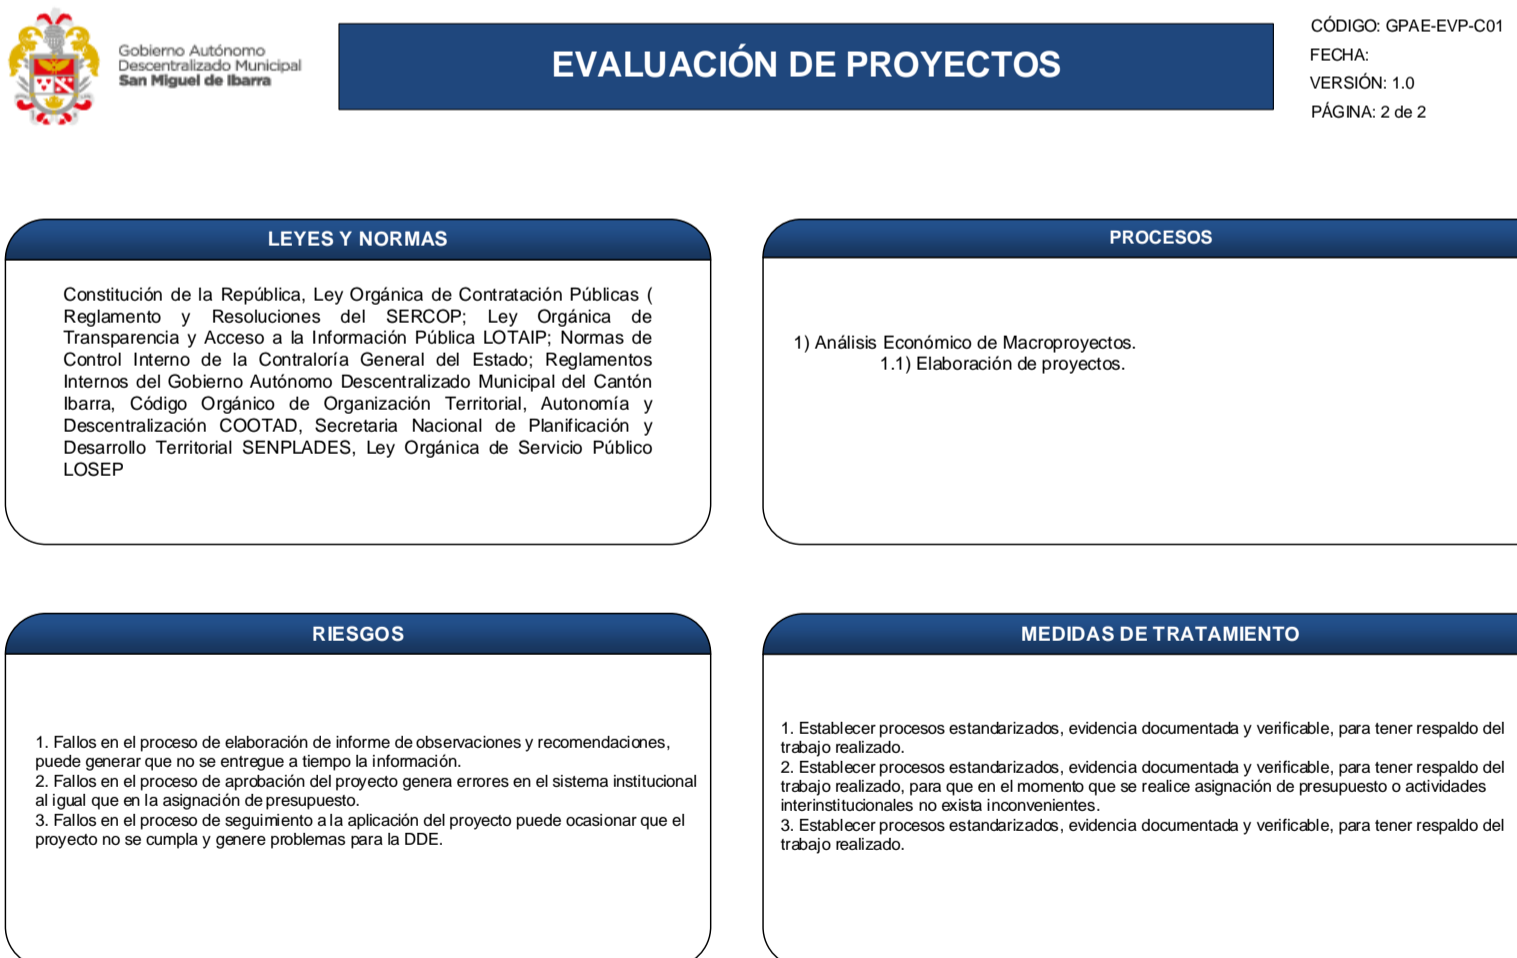 Gobierno Autónomo
Descentralizado Municipal
San Miguel de Ibarra
EVALUACIÓN DE PROYECTOS
CÓDIGO: GPAE-EVP-C01
FECHA:
VERSIÓN: 1.0
PÁGINA: 2 de 2
LEYES Y NORMAS
Constitución de la República, Ley Orgánica de Contratación Públicas (
Reglamento y Resoluciones del SERCOP; Ley Orgánica de
Transparencia y Acceso a la Información Pública LOTAIP; Normas de
Control Interno de la Contraloría General del Estado; Reglamentos
Internos del Gobierno Autónomo Descentralizado Municipal del Cantón
Ibarra, Código Orgánico de Organización Territorial, Autonomía y
Descentralización COOTAD, Secretaria Nacional de Planificación y
Desarrollo Territorial SENPLADES, Ley Orgánica de Servicio Público
LOSEP
PROCESOS
1) Análisis Económico de Macroproyectos.
1.1) Elaboración de proyectos.
RIESGOS
1. Fallos en el proceso de elaboración de informe de observaciones y recomendaciones,
puede generar que no se entregue a tiempo la información.
2. Fallos en el proceso de aprobación del proyecto genera errores en el sistema institucional
al igual que en la asignación de presupuesto.
3. Fallos en el proceso de seguimiento a la aplicación del proyecto puede ocasionar que el
proyecto no se cumpla y genere problemas para la DDE.
MEDIDAS DE TRATAMIENTO
1. Establecer procesos estandarizados, evidencia documentada y verificable, para tener respaldo del
trabajo realizado.
2. Establecer procesos estandarizados, evidencia documentada y verificable, para tener respaldo del
trabajo realizado, para que en el momento que se realice asignación de presupuesto o actividades
interinstitucionales no exista inconvenientes.
3. Establecer procesos estandarizados, evidencia documentada y verificable, para tener respaldo del
trabajo realizado.